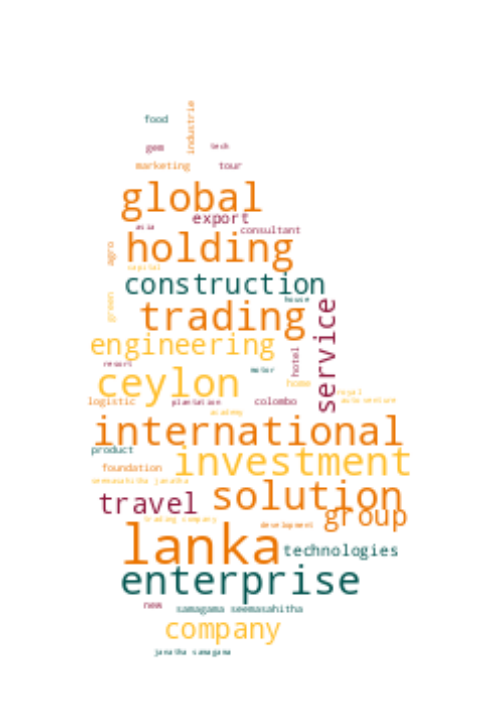 food
industrie
gem
tech
marketing
tour
global
export
asia
consultant
holding
agro
capital
construction
house
green
trading
service
engineering
hotel
resort
motor
ceylon
home
royal
logistic
plantation
colombo
auto venture
academy
international
product
investment
foundation
seemasahitha janatha
solution
travel
group
trading company
development
lanka
technologies
enterprise
new
samagama seemasahitha
company
janatha samagama